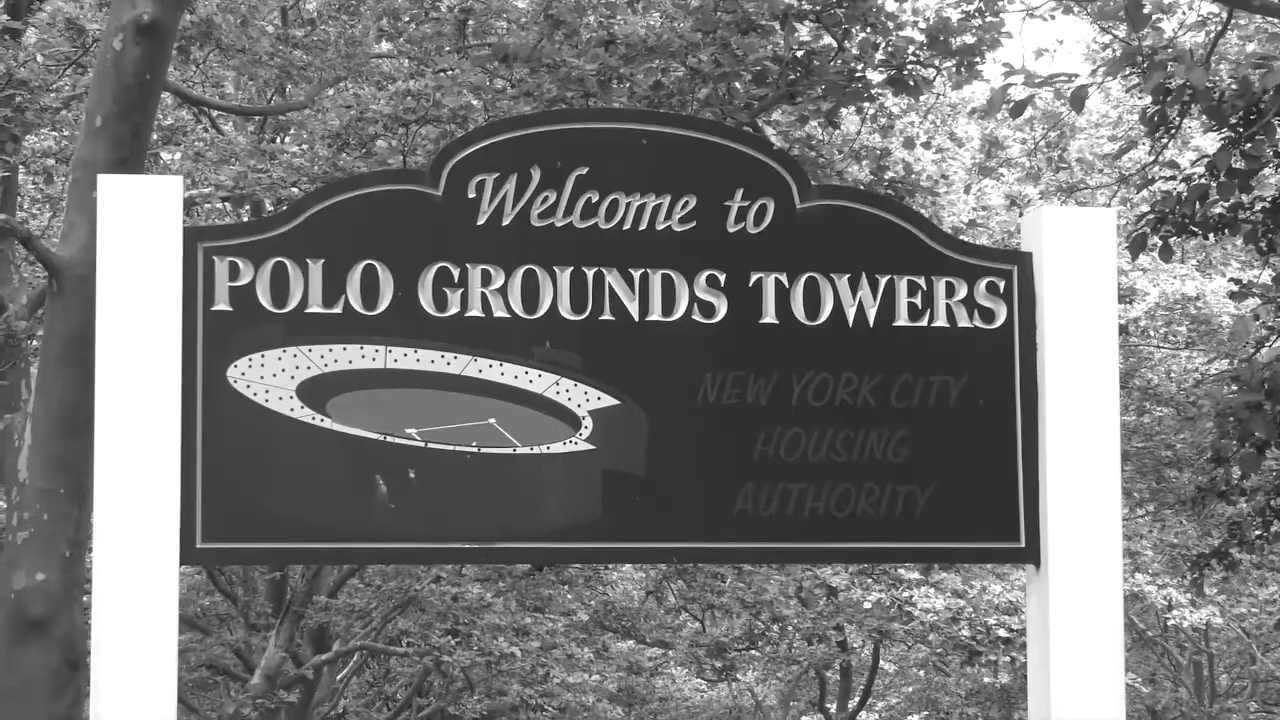 Welcome to
POLO GROUNDS TOWERS
NEW YORK CITY
HOUSING
AUTHORITY